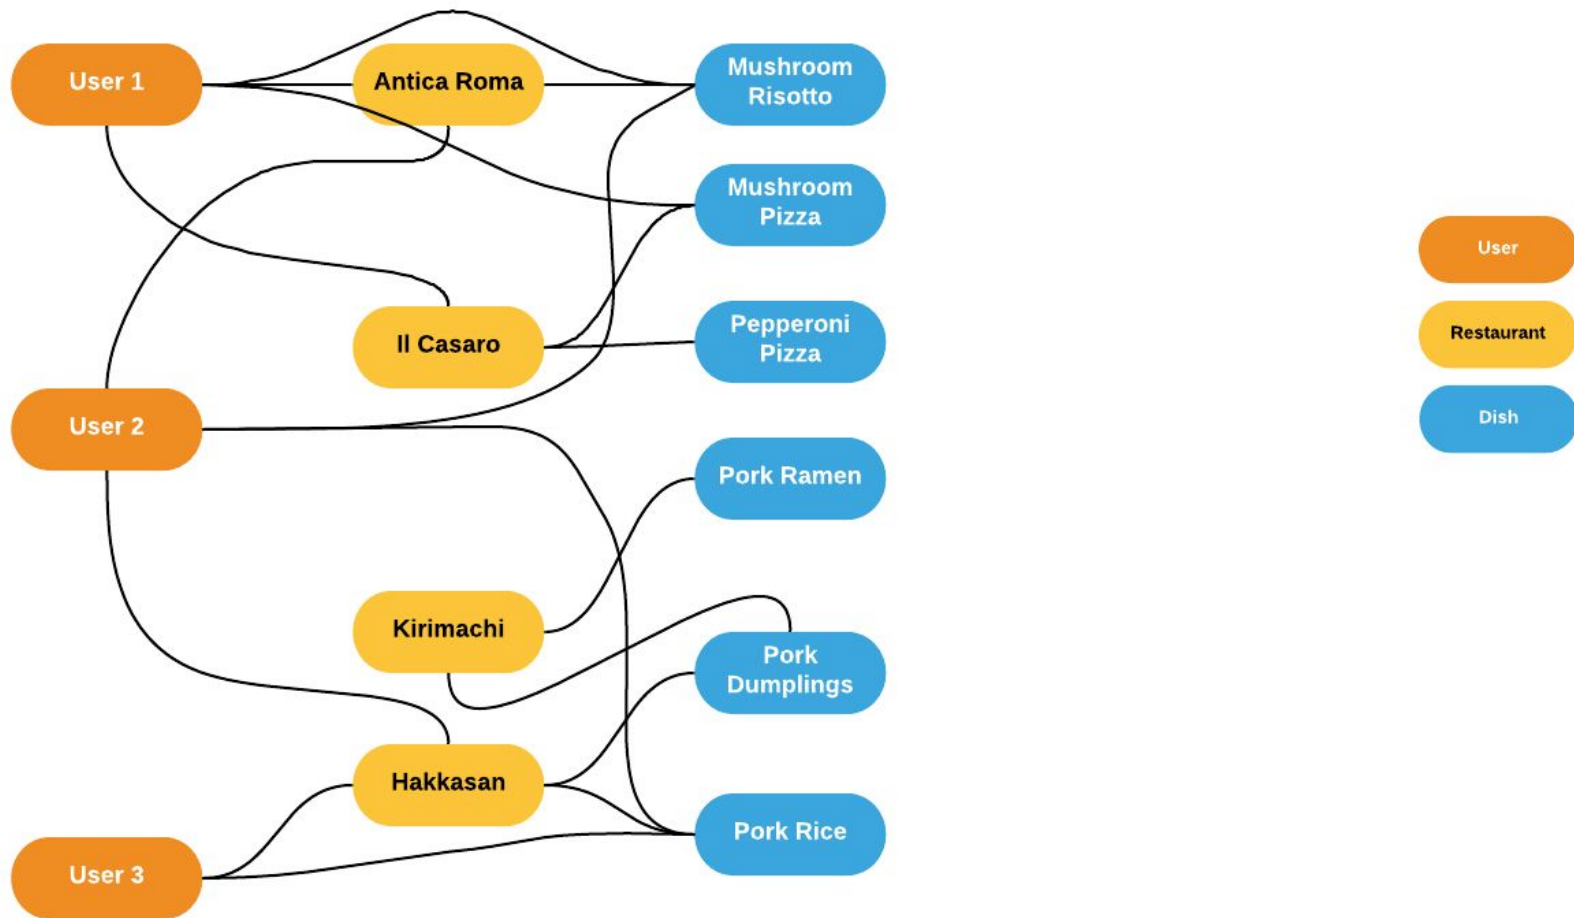 User 1
Antica Roma
Mushroom
Risotto
Mushroom
Pizza
User
Il Casaro
Pepperoni
Pizza
Restaurant
User 2
Dish
Pork Ramen
Kirimachi
Pork
Dumplings
Hakkasan
Pork Rice
User 3